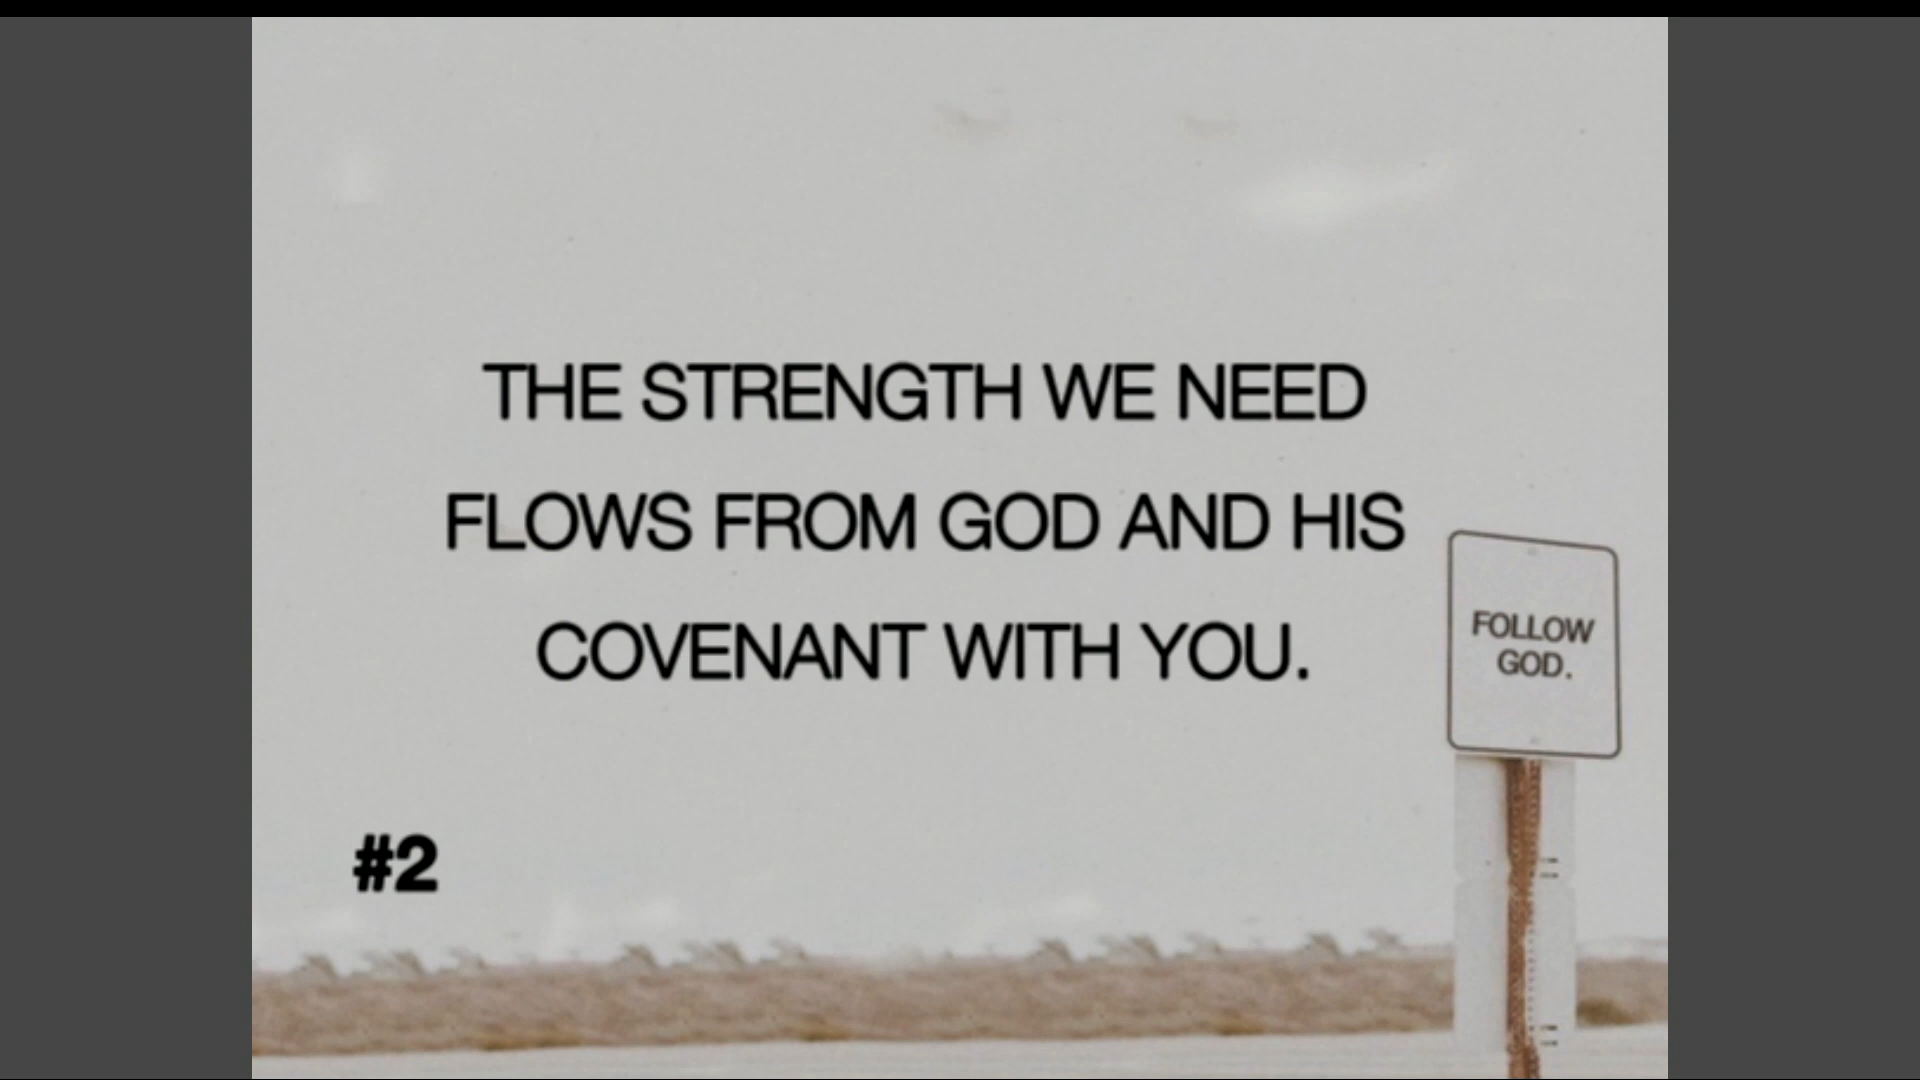 THE STRENGTH WE NEED
FLOWS FROM GOD AND HIS
COVENANT WITH YOU.
FOLLOW
GOD.
#2